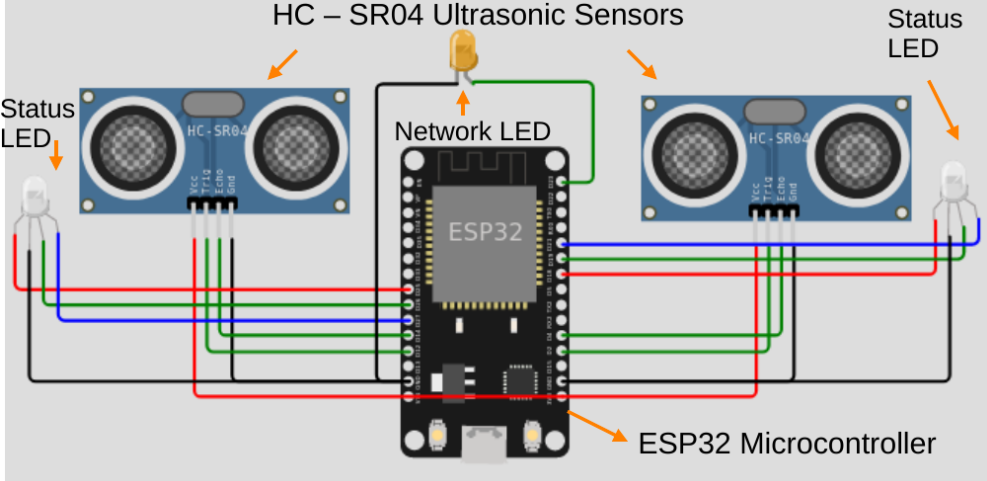 HC – SR04 Ultrasonic Sensors
Status
LED
Status
LED
Network LED
HC-SR04
Vcc
Trig
Echo
Gnd
HC-SR04
Vcc
Trig
Echo
Gnd
ESP32
ESP32 Microcontroller